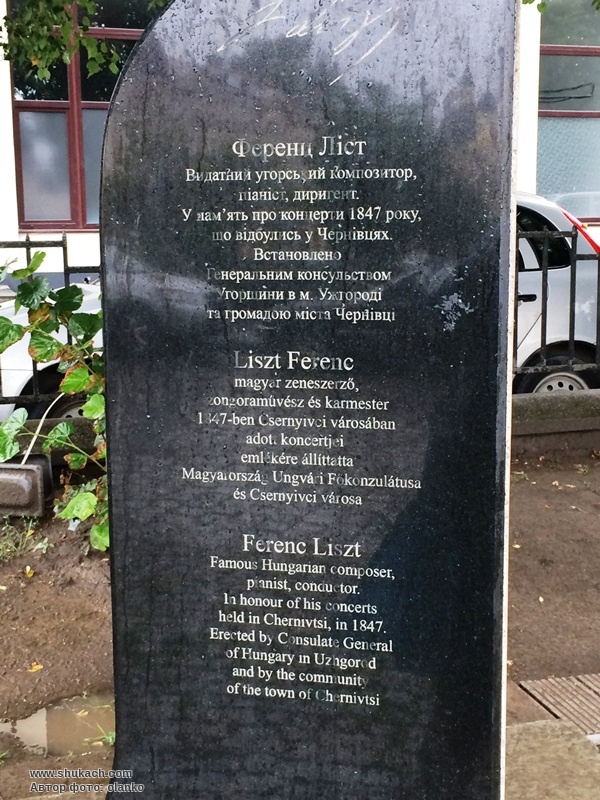 Ференц Ліст
Видатний угорський композитор,
піаніст, диригент.
У пам'ять про концерти 1847 року,
що відбулись у Чернівцях.
Встановлено
Генеральним консульством
Угорщини в м. Ужгороді
та громадою міста Чернівці
Liszt Ferenc
magyar zeneszerző,
zongoraművész és karmester
1847-ben Csernyivci városában
adott koncertjei
emlékére állíttatta
Magyarország Ungvári Főkonzulátusa
és Csernyivci városa
Ferenc Liszt
Famous Hungarian composer,
pianist, conductor.
In honour of his concerts
held in Chernivtsi, in 1847.
Erected by Consulate General
of Hungary in Uzhgorod
and by the community
of the town of Chernivtsi
www.shukach.com
Автор фото: olanko